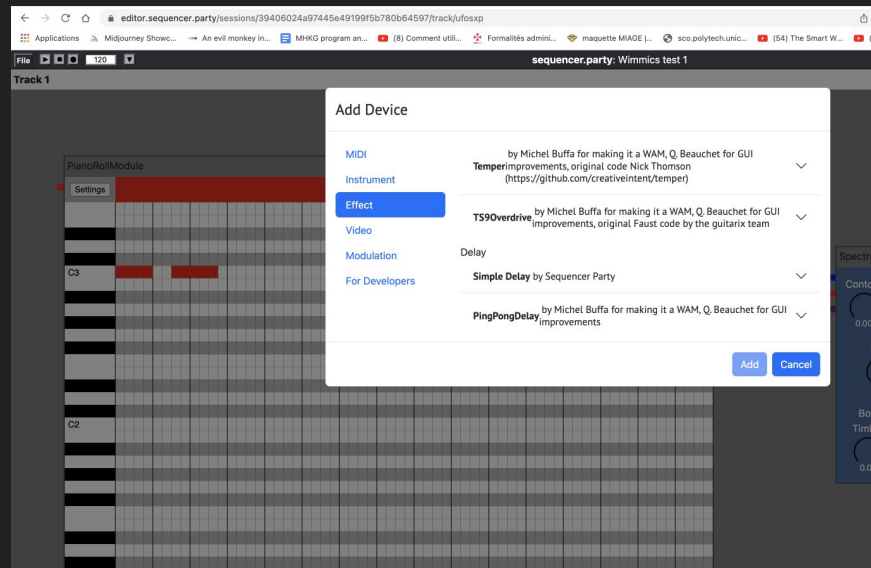 editor.sequencer.party/sessions/39406024a97445e49199f5b780b64597/track/ufosxp
Applications Midjourney Showc... An evil monkey in... MHKG program an... (8) Comment utili... Formalités admini... maquette MIAGE |... sco.polytech.unic... (54) The Smart W...
File 120 sequencer.party: Wimmics test 1
Track 1
Add Device
MIDI
Instrument
Effect
Video
Modulation
For Developers
Temper by Michel Buffa for making it a WAM, Q. Beauchet for GUI
improvements, original code Nick Thomson
(https://github.com/creativeintent/temper)
TS9Overdrive by Michel Buffa for making it a WAM, Q. Beauchet for GUI
improvements, original Faust code by the guitarix team
Delay
Simple Delay by Sequencer Party
PingPongDelay by Michel Buffa for making it a WAM, Q. Beauchet for GUI
improvements
Add Cancel
PianoRollModule
Settings
C3
C2
Spectr
Conto
0.00
Bo
Timl
0.0